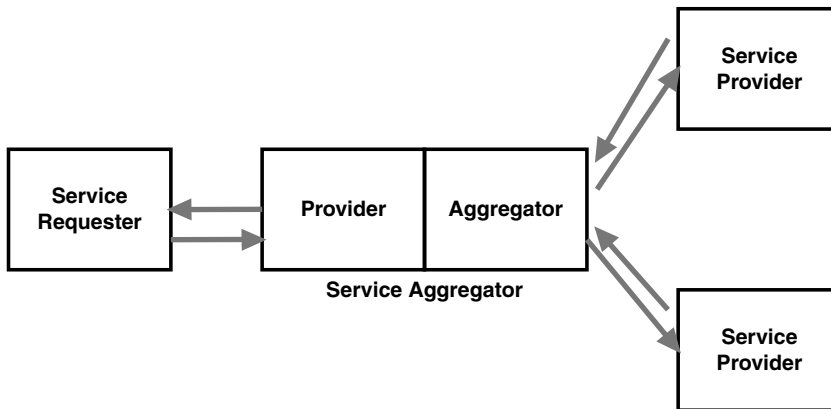 Service
Requester
Provider
Aggregator
Service Aggregator
Service
Provider
Service
Provider